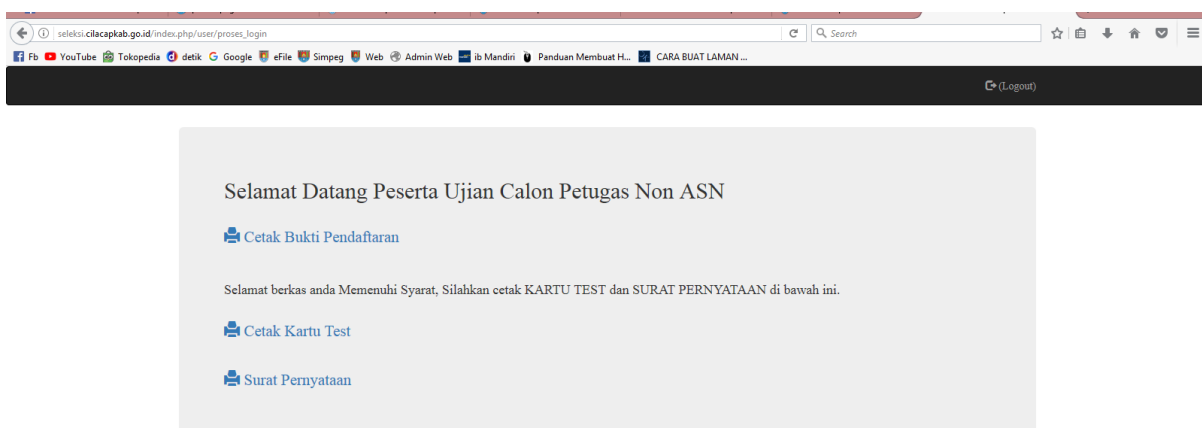 seleksi.cilacapkab.go.id/index.php/user/proses_login
Search
Fb YouTube Tokopedia detik Google eFile Simpeg Web Admin Web ib Mandiri Panduan Membuat H... CARA BUAT LAMAN ...
(Logout)
Selamat Datang Peserta Ujian Calon Petugas Non ASN
Cetak Bukti Pendaftaran
Selamat berkas anda Memenuhi Syarat, Silahkan cetak KARTU TEST dan SURAT PERNYATAAN di bawah ini.
Cetak Kartu Test
Surat Pernyataan